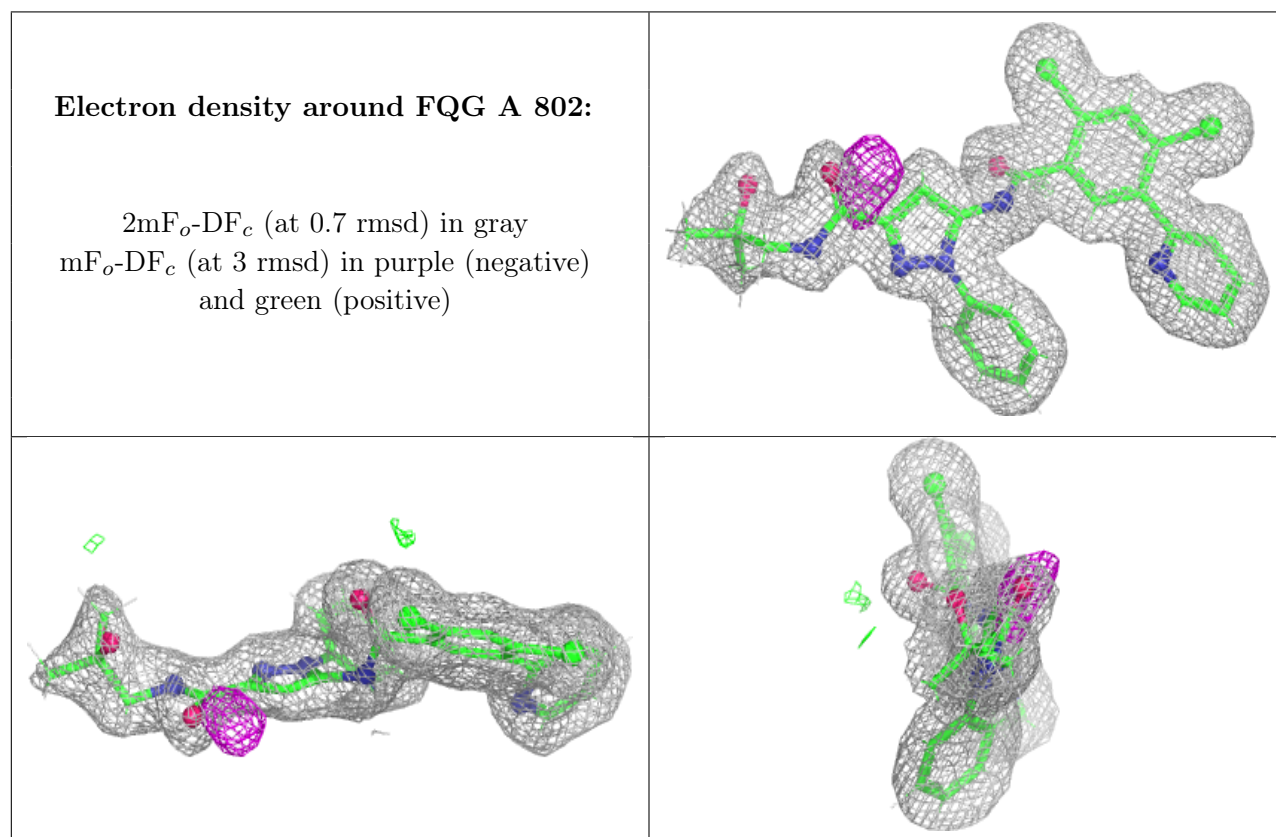 Electron density around FQG A 802:
2mFo-DFc (at 0.7 rmsd) in gray
mFo-DFc (at 3 rmsd) in purple (negative)
and green (positive)